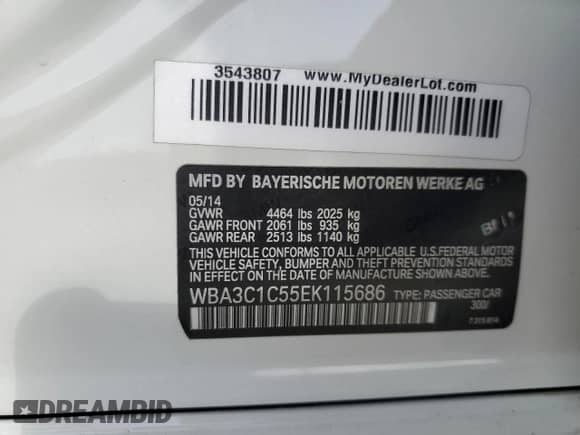 3543807 www.MyDealerLot.com
MFD BY BAYERISCHE MOTOREN WERKE AG
05/14
GVWR 4464 lbs 2025 kg
GAWR FRONT 2061 lbs 935 kg
GAWR REAR 2513 lbs 1140 kg
THIS VEHICLE CONFORMS TO ALL APPLICABLE U.S. FEDERAL MOTOR
VEHICLE SAFETY, BUMPER AND THEFT PREVENTION STANDARDS IN
EFFECT ON THE DATE OF MANUFACTURE SHOWN ABOVE.
WBA3C1C55EK115686 TYPE: PASSENGER CAR
300/
DREAMBID